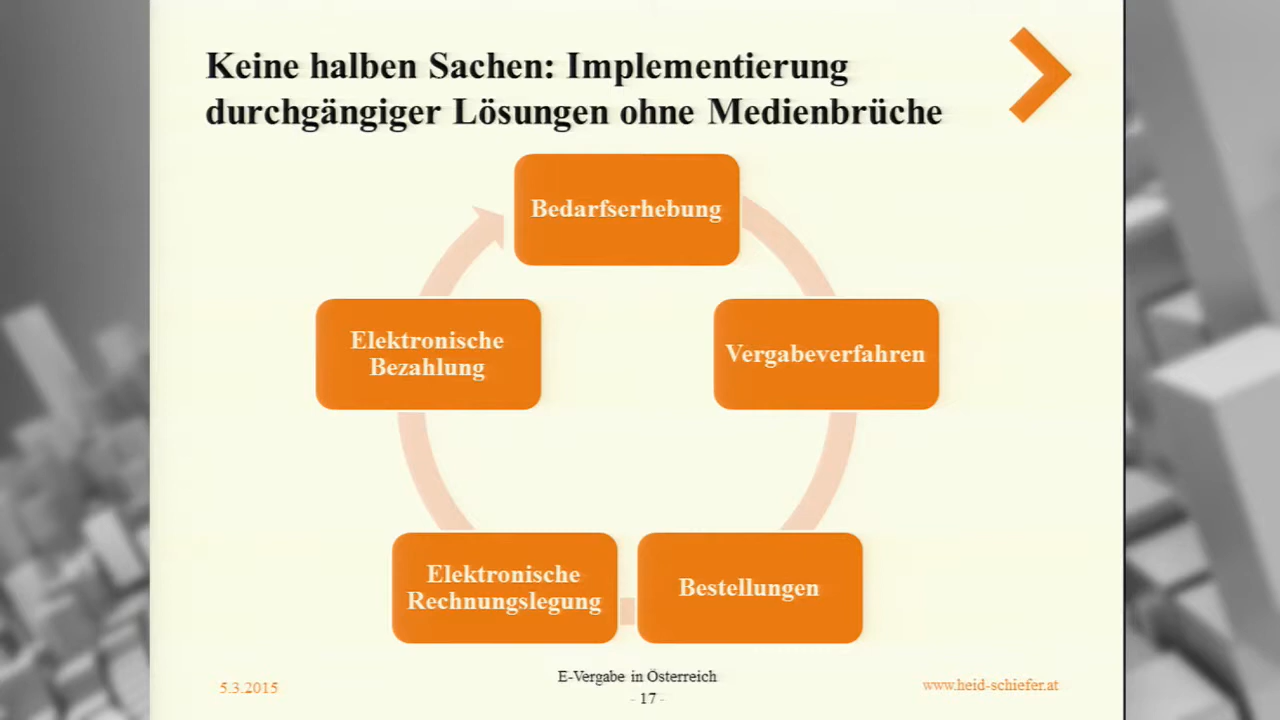 Keine halben Sachen: Implementierung
durchgängiger Lösungen ohne Medienbrüche
Bedarfserhebung
Elektronische
Bezahlung
Vergabeverfahren
Elektronische
Rechnungslegung
Bestellungen
5.3.2015
E-Vergabe in Österreich
- 17 -
www.heid-schiefer.at